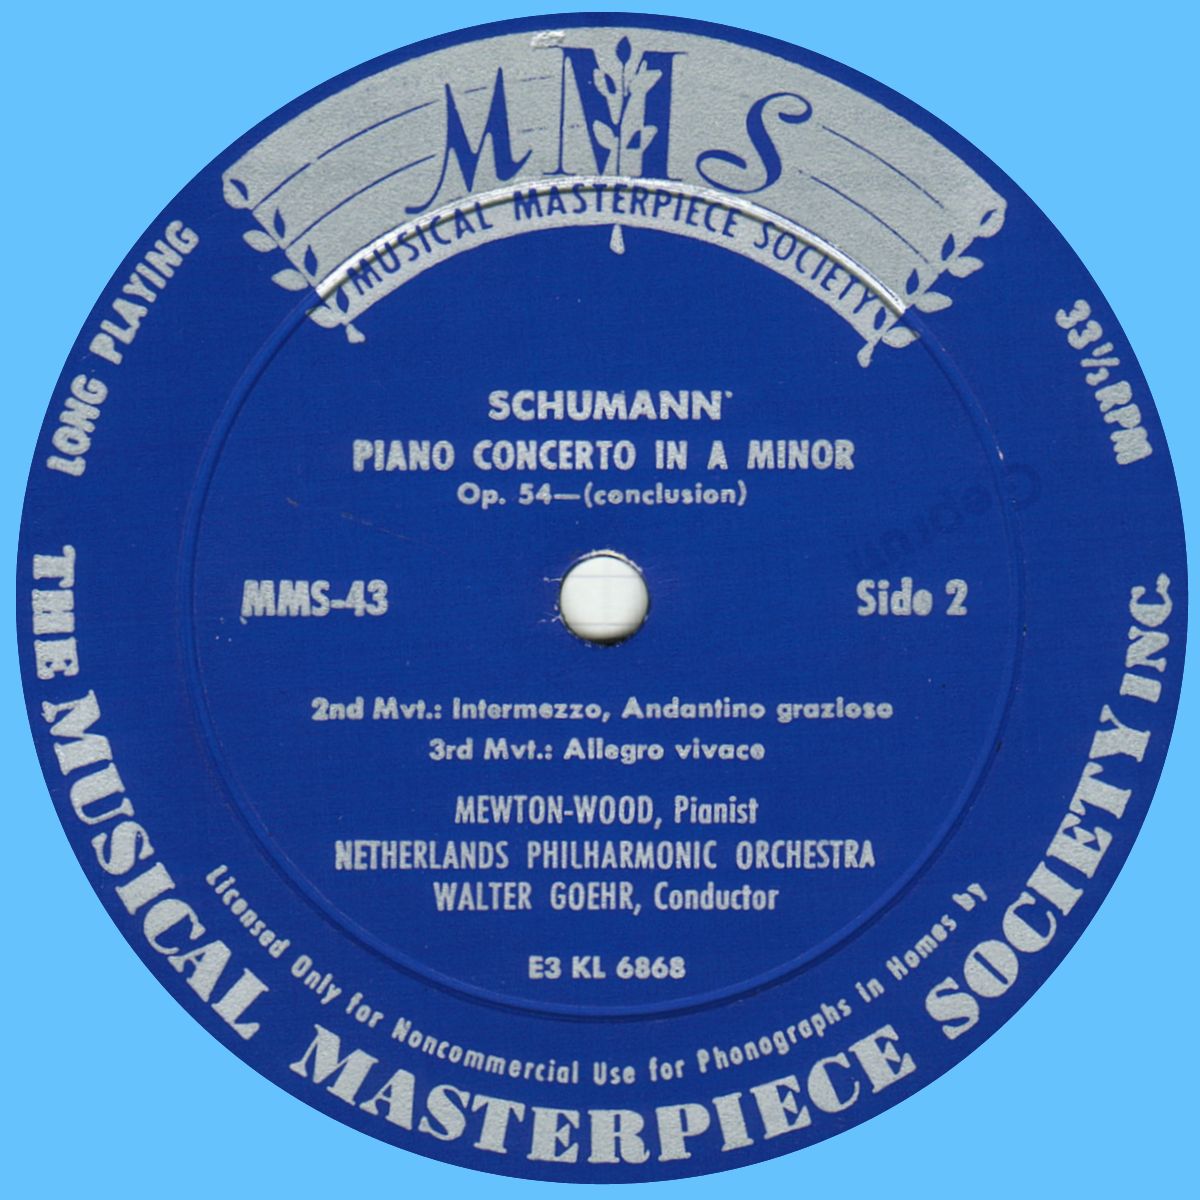 MMS
MUSICAL MASTERPIECE SOCIETY
LONG PLAYING
33⅓ RPM
SCHUMANN
PIANO CONCERTO IN A MINOR
Op. 54—(conclusion)
MMS-43
Side 2
2nd Mvt.: Intermezzo, Andantino grazioso
3rd Mvt.: Allegro vivace
MEWTON-WOOD, Pianist
NETHERLANDS PHILHARMONIC ORCHESTRA
WALTER GOEHR, Conductor
E3 KL 6868
Licensed Only for Noncommercial Use for Phonographs in Homes by
THE MUSICAL MASTERPIECE SOCIETY INC.